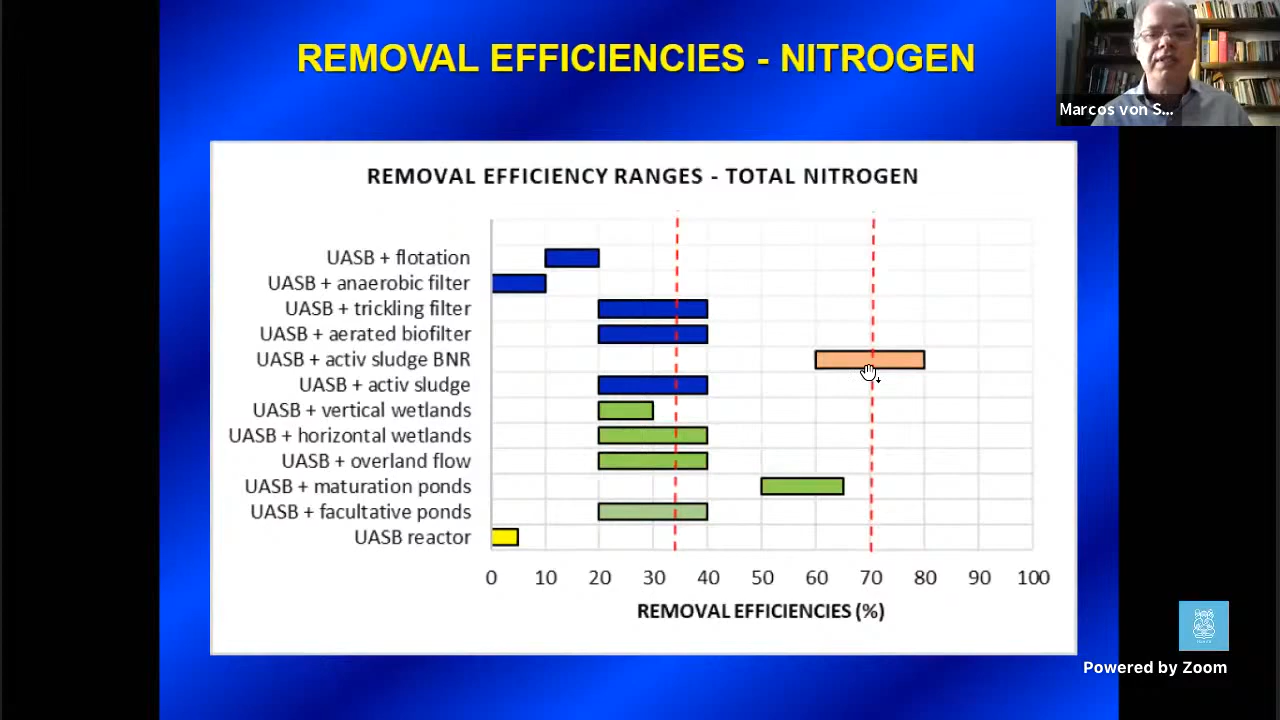 REMOVAL EFFICIENCIES - NITROGEN
Marcos von S...
REMOVAL EFFICIENCY RANGES - TOTAL NITROGEN
UASB + flotation
UASB + anaerobic filter
UASB + trickling filter
UASB + aerated biofilter
UASB + activ sludge BNR
UASB + activ sludge
UASB + vertical wetlands
UASB + horizontal wetlands
UASB + overland flow
UASB + maturation ponds
UASB + facultative ponds
UASB reactor
0 10 20 30 40 50 60 70 80 90 100
REMOVAL EFFICIENCIES (%)
Powered by Zoom